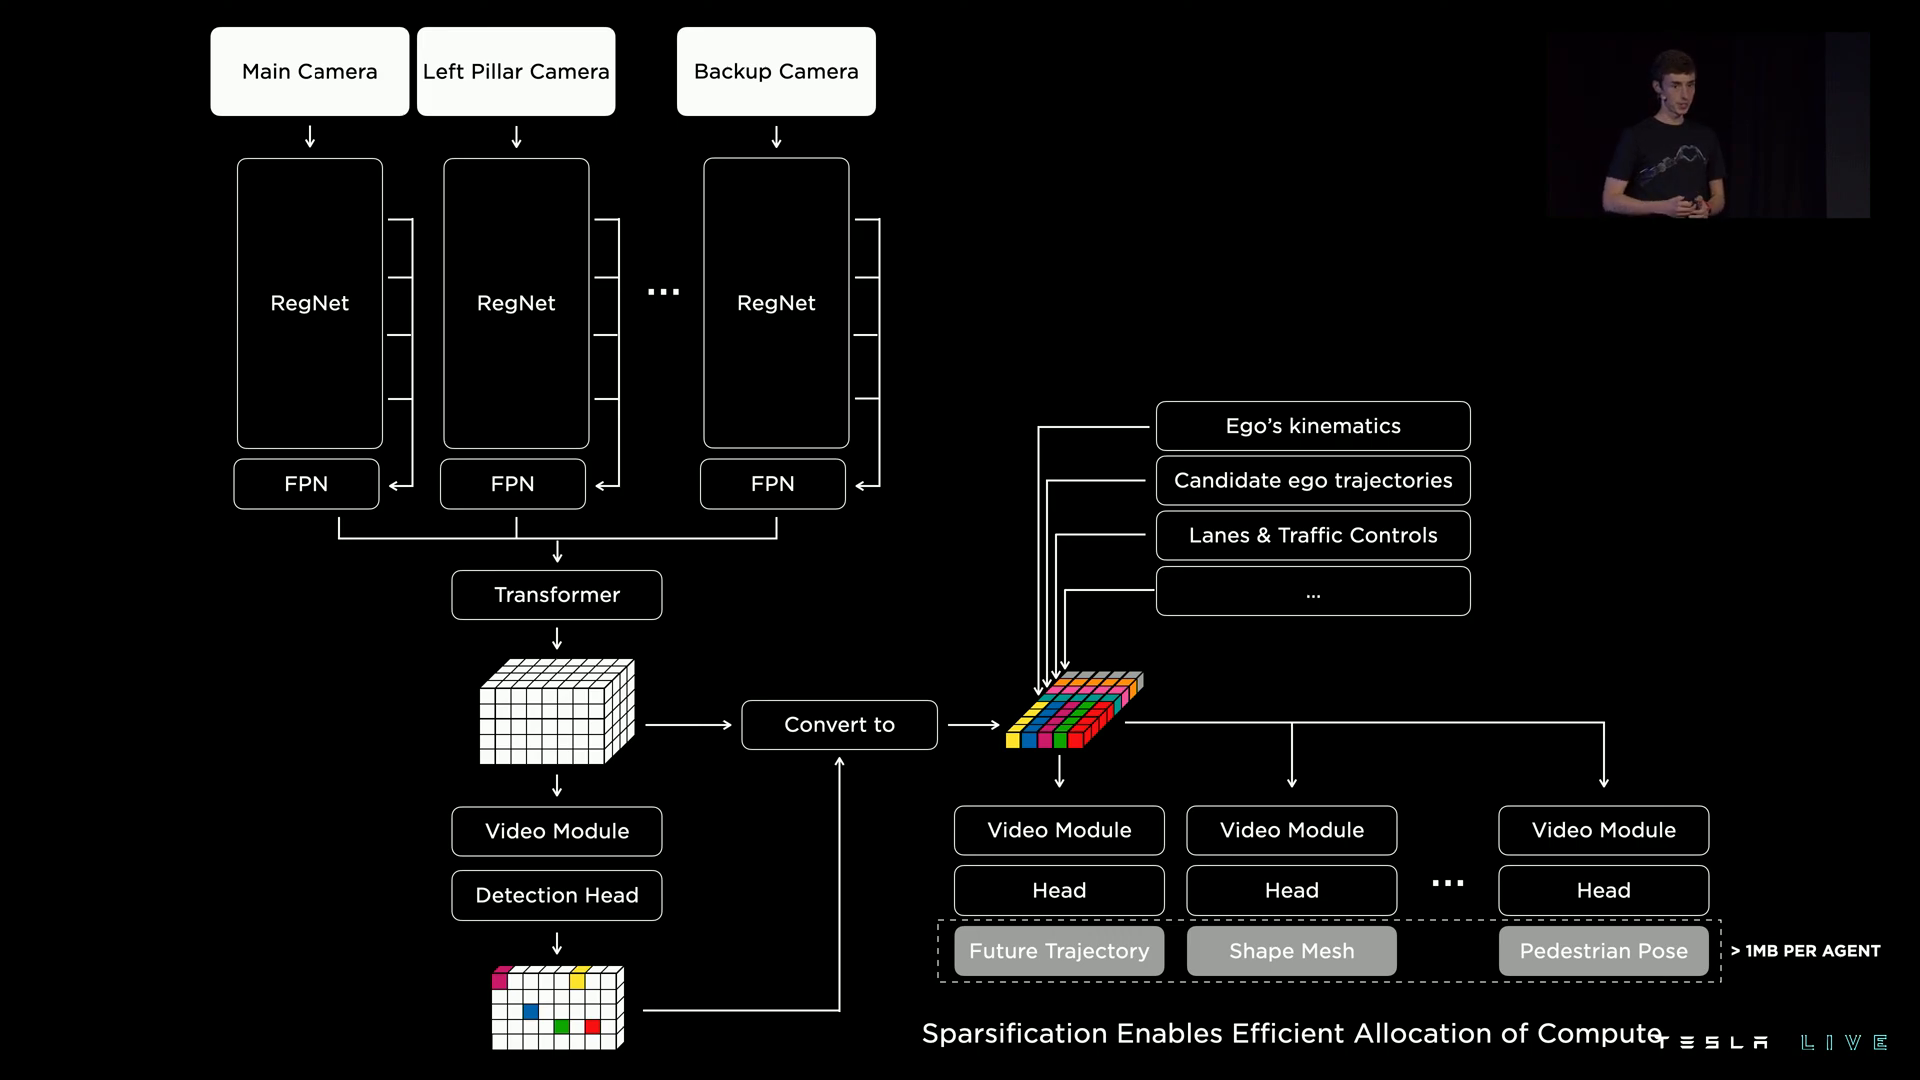 Main Camera
Left Pillar Camera
Backup Camera
RegNet
RegNet
...
RegNet
FPN
FPN
FPN
Transformer
Ego’s kinematics
Candidate ego trajectories
Lanes & Traffic Controls
...
Convert to
Video Module
Detection Head
Video Module
Video Module
Video Module
Head
Head
...
Head
Future Trajectory
Shape Mesh
Pedestrian Pose
> 1MB PER AGENT
Sparsification Enables Efficient Allocation of Compute
TESLA LIVE